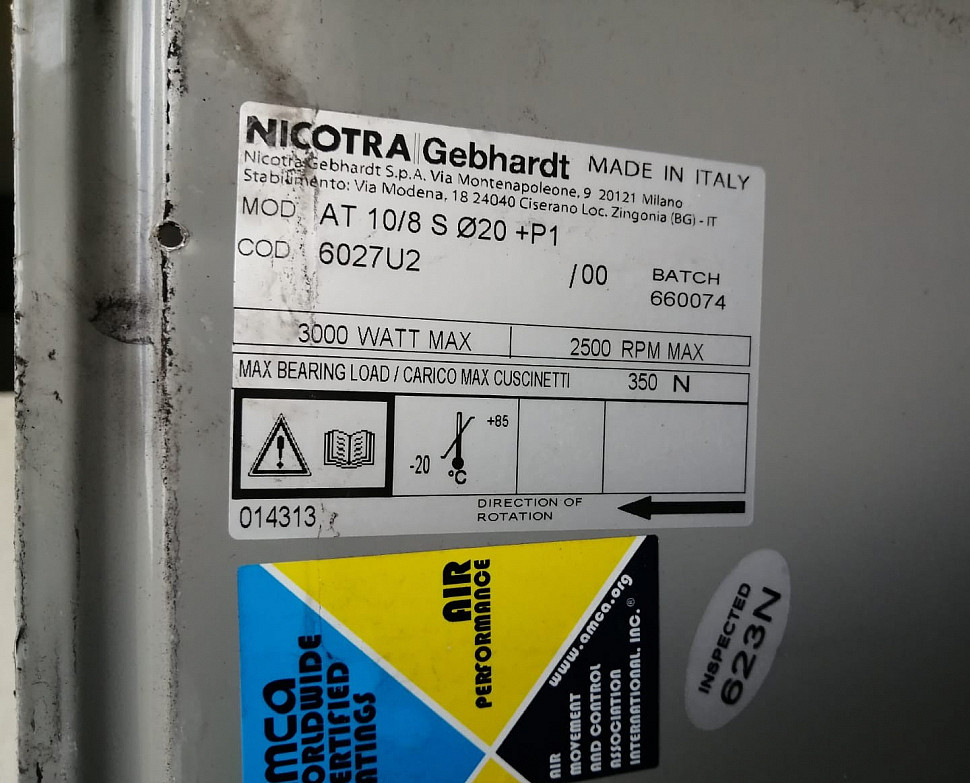 NICOTRA Gebhardt MADE IN ITALY
Nicotra Gebhardt S.p.A. Via Montenapoleone, 9 20121 Milano
Stabilimento: Via Modena, 18 24040 Ciserano Loc. Zingonia (BG) - IT
MOD. AT 10/8 S Ø20 +P1
COD. 6027U2 /00 BATCH
660074
3000 WATT MAX 2500 RPM MAX
MAX BEARING LOAD / CARICO MAX CUSCINETTI 350 N
+85
-20
°C
014313 DIRECTION OF
ROTATION
AIR
PERFORMANCE
www.amca.org
AIR
MOVEMENT
AND CONTROL
ASSOCIATION
INTERNATIONAL, INC.®
amca
ORLDWIDE
ERTIFIED
ATINGS
INSPECTED
623N